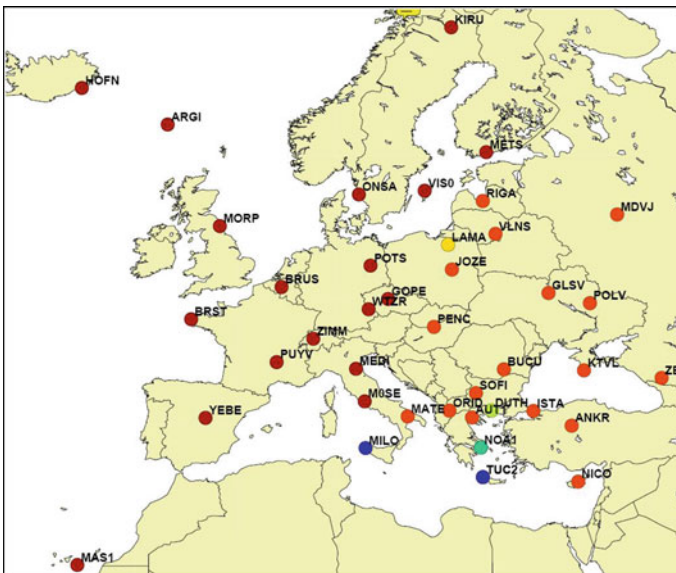 KIRU
HOFN
ARGI
METS
ONSA
VIS0
RIGA
MDVJ
MORP
VLNS
LAMA
POTS
JOZE
BRUS
GOPE
GLSV
WTZR
POLV
BRST
PENC
ZIMM
PUYV
MEDI
BUCU
KTVL
ZE
SOFI
M0SE
YEBE
MATE
ORID
DUTH
ISTA
AUT1
ANKR
MILO
NOA1
TUC2
NICO
MAS1